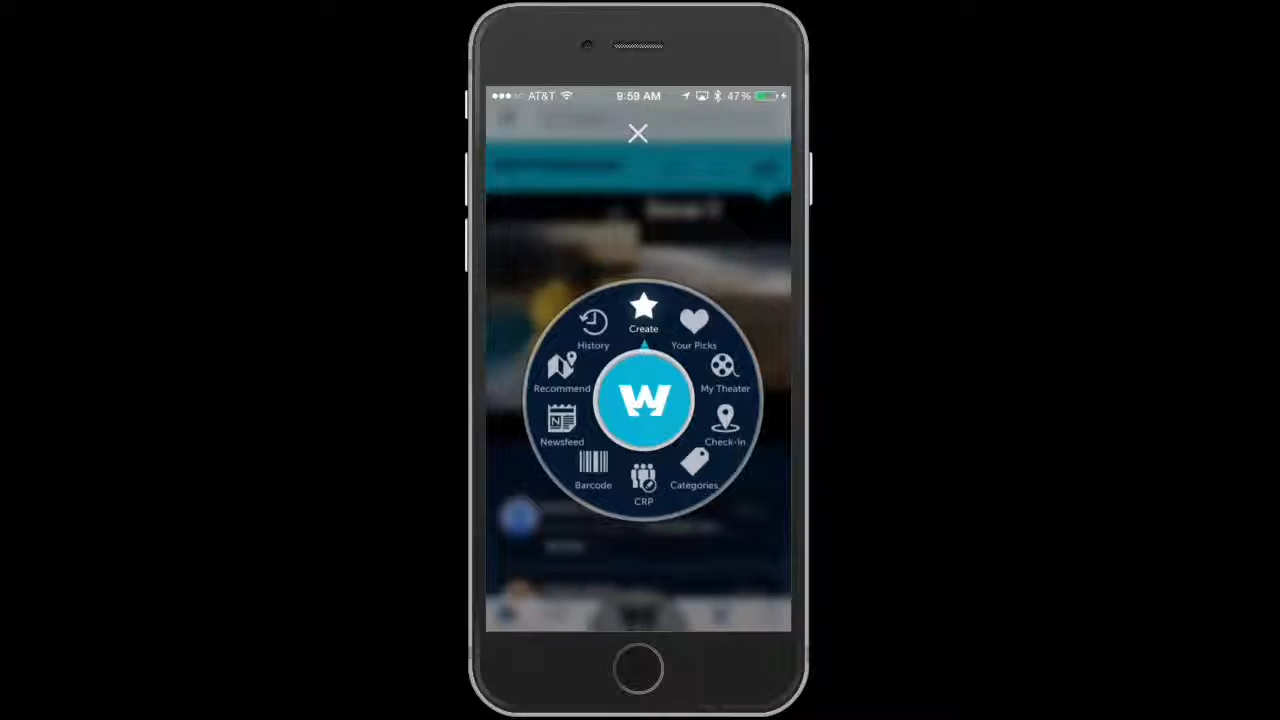 AT&T 9:59 AM 47%
Create
History
Your Picks
Recommend
My Theater
Newsfeed
Check-In
Barcode
Categories
CRP